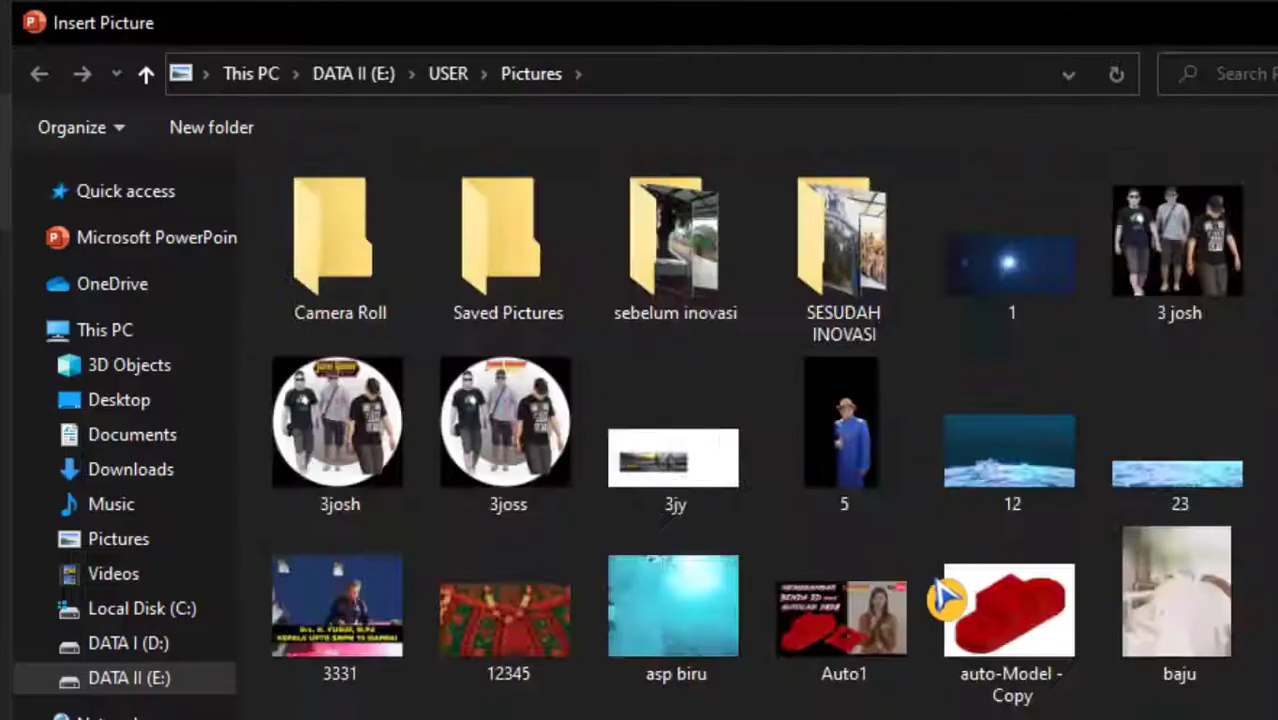 Insert Picture
This PC
DATA II (E:)
USER
Pictures
Search
Organize
New folder
Quick access
Microsoft PowerPoin
OneDrive
This PC
3D Objects
Desktop
Documents
Downloads
Music
Pictures
Videos
Local Disk (C:)
DATA I (D:)
DATA II (E:)
Camera Roll
Saved Pictures
sebelum inovasi
SESUDAH
INOVASI
1
3 josh
3josh
3joss
3jy
5
12
23
3331
12345
asp biru
Auto1
auto-Model -
Copy
baju